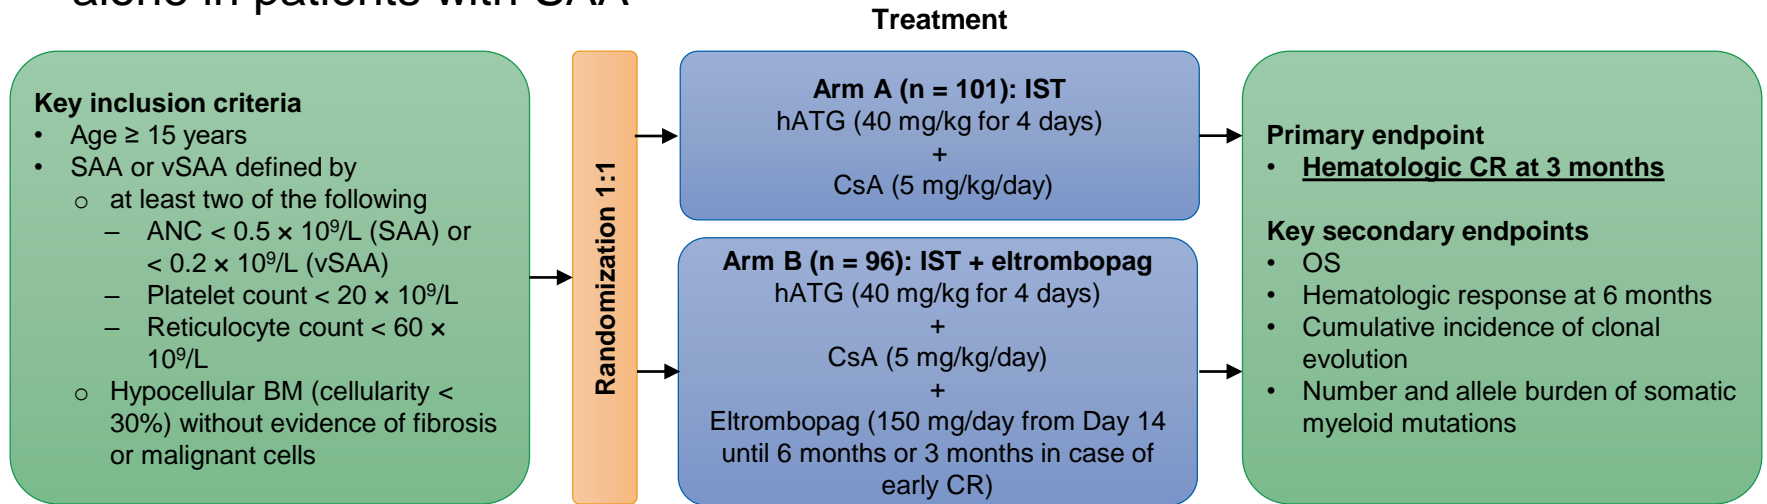 alone in patients with SAA
Treatment
Key inclusion criteria
• Age ≥ 15 years
• SAA or vSAA defined by
o at least two of the following
– ANC < 0.5 × 10⁹/L (SAA) or
< 0.2 × 10⁹/L (vSAA)
– Platelet count < 20 × 10⁹/L
– Reticulocyte count < 60 ×
10⁹/L
o Hypocellular BM (cellularity <
30%) without evidence of fibrosis
or malignant cells
Randomization 1:1
Arm A (n = 101): IST
hATG (40 mg/kg for 4 days)
+
CsA (5 mg/kg/day)
Arm B (n = 96): IST + eltrombopag
hATG (40 mg/kg for 4 days)
+
CsA (5 mg/kg/day)
+
Eltrombopag (150 mg/day from Day 14
until 6 months or 3 months in case of
early CR)
Primary endpoint
• Hematologic CR at 3 months
Key secondary endpoints
• OS
• Hematologic response at 6 months
• Cumulative incidence of clonal
evolution
• Number and allele burden of somatic
myeloid mutations